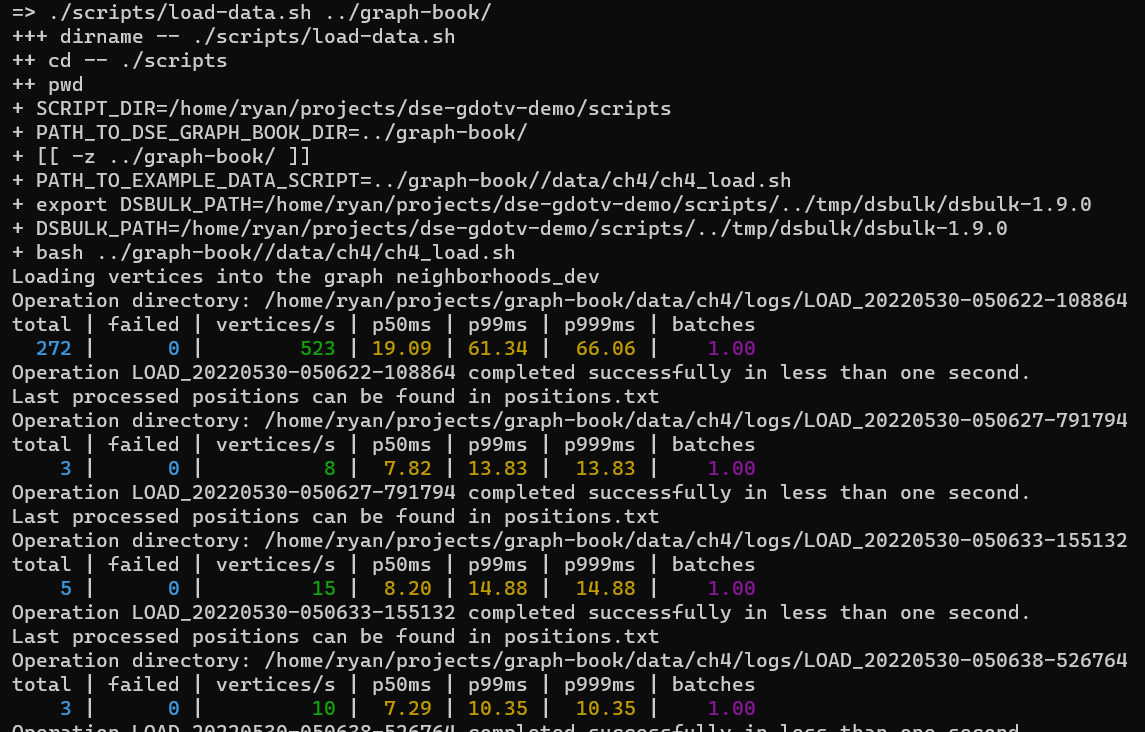 => ./scripts/load-data.sh ../graph-book/
+++ dirname -- ./scripts/load-data.sh
++ cd -- ./scripts
++ pwd
+ SCRIPT_DIR=/home/ryan/projects/dse-gdotv-demo/scripts
+ PATH_TO_DSE_GRAPH_BOOK_DIR=../graph-book/
+ [[ -z ../graph-book/ ]]
+ PATH_TO_EXAMPLE_DATA_SCRIPT=../graph-book//data/ch4/ch4_load.sh
+ export DSBULK_PATH=/home/ryan/projects/dse-gdotv-demo/scripts/../tmp/dsbulk/dsbulk-1.9.0
+ DSBULK_PATH=/home/ryan/projects/dse-gdotv-demo/scripts/../tmp/dsbulk/dsbulk-1.9.0
+ bash ../graph-book//data/ch4/ch4_load.sh
Loading vertices into the graph neighborhoods_dev
Operation directory: /home/ryan/projects/graph-book/data/ch4/logs/LOAD_20220530-050622-108864
total | failed | vertices/s | p50ms | p99ms | p999ms | batches
272 | 0 | 523 | 19.09 | 61.34 | 66.06 | 1.00
Operation LOAD_20220530-050622-108864 completed successfully in less than one second.
Last processed positions can be found in positions.txt
Operation directory: /home/ryan/projects/graph-book/data/ch4/logs/LOAD_20220530-050627-791794
total | failed | vertices/s | p50ms | p99ms | p999ms | batches
3 | 0 | 8 | 7.82 | 13.83 | 13.83 | 1.00
Operation LOAD_20220530-050627-791794 completed successfully in less than one second.
Last processed positions can be found in positions.txt
Operation directory: /home/ryan/projects/graph-book/data/ch4/logs/LOAD_20220530-050633-155132
total | failed | vertices/s | p50ms | p99ms | p999ms | batches
5 | 0 | 15 | 8.20 | 14.88 | 14.88 | 1.00
Operation LOAD_20220530-050633-155132 completed successfully in less than one second.
Last processed positions can be found in positions.txt
Operation directory: /home/ryan/projects/graph-book/data/ch4/logs/LOAD_20220530-050638-526764
total | failed | vertices/s | p50ms | p99ms | p999ms | batches
3 | 0 | 10 | 7.29 | 10.35 | 10.35 | 1.00
Operation LOAD_20220530-050638-526764 completed successfully in less than one second.